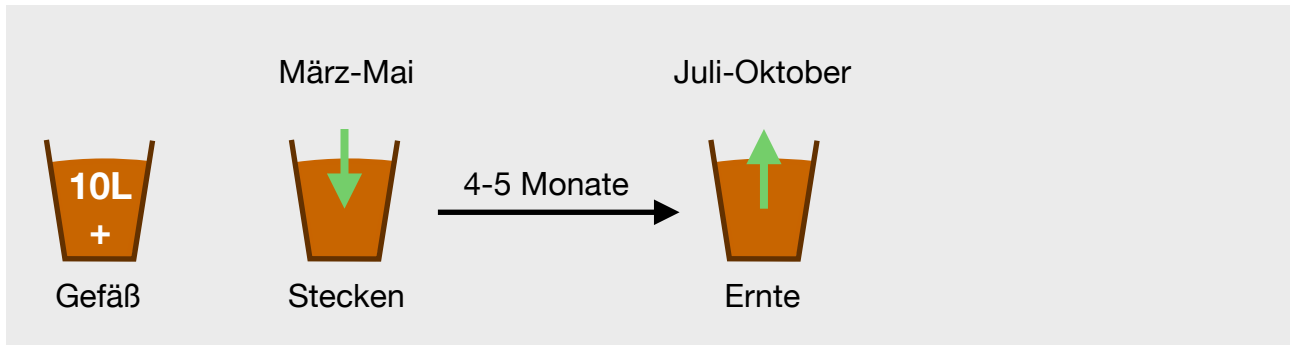 März-Mai
Juli-Oktober
10L
+
4-5 Monate
Gefäß
Stecken
Ernte